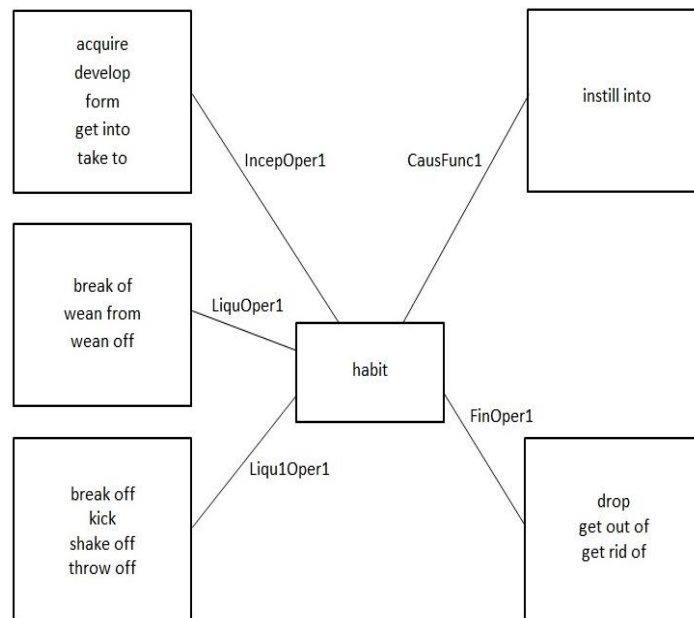 acquire
develop
form
get into
take to
instill into
IncepOper1
CausFunc1
break of
wean from
wean off
LiquOper1
habit
FinOper1
Liqu1Oper1
break off
kick
shake off
throw off
drop
get out of
get rid of